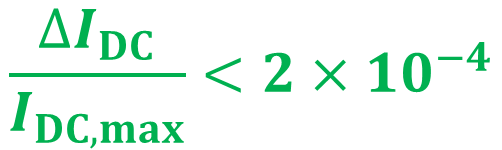 ΔI_DC / I_DC,max < 2 × 10⁻⁴